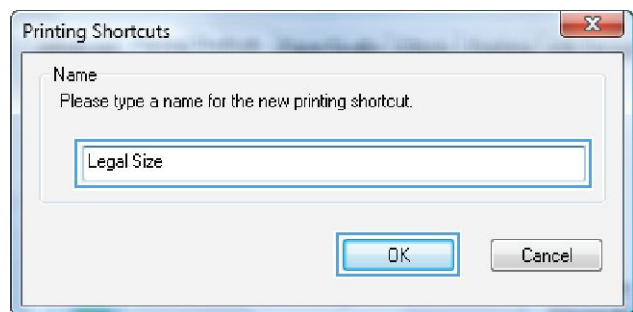 Printing Shortcuts
Name
Please type a name for the new printing shortcut.
Legal Size
OK
Cancel